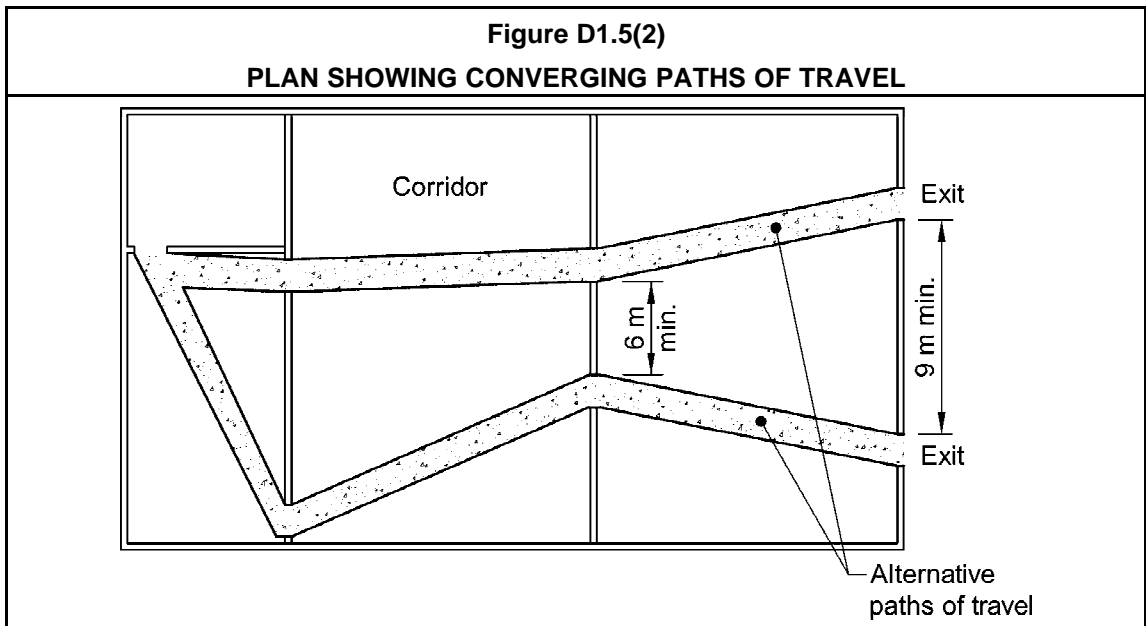 Figure D1.5(2)
PLAN SHOWING CONVERGING PATHS OF TRAVEL
Corridor
Exit
6 m
min.
9 m min.
Exit
Alternative
paths of travel